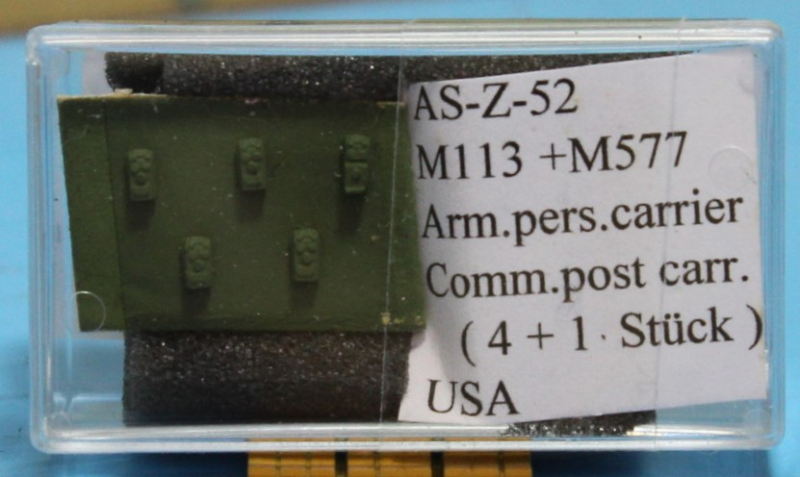 AS-Z-52
M113 +M577
Arm.pers.carrier
Comm.post carr.
( 4 + 1 Stück )
USA